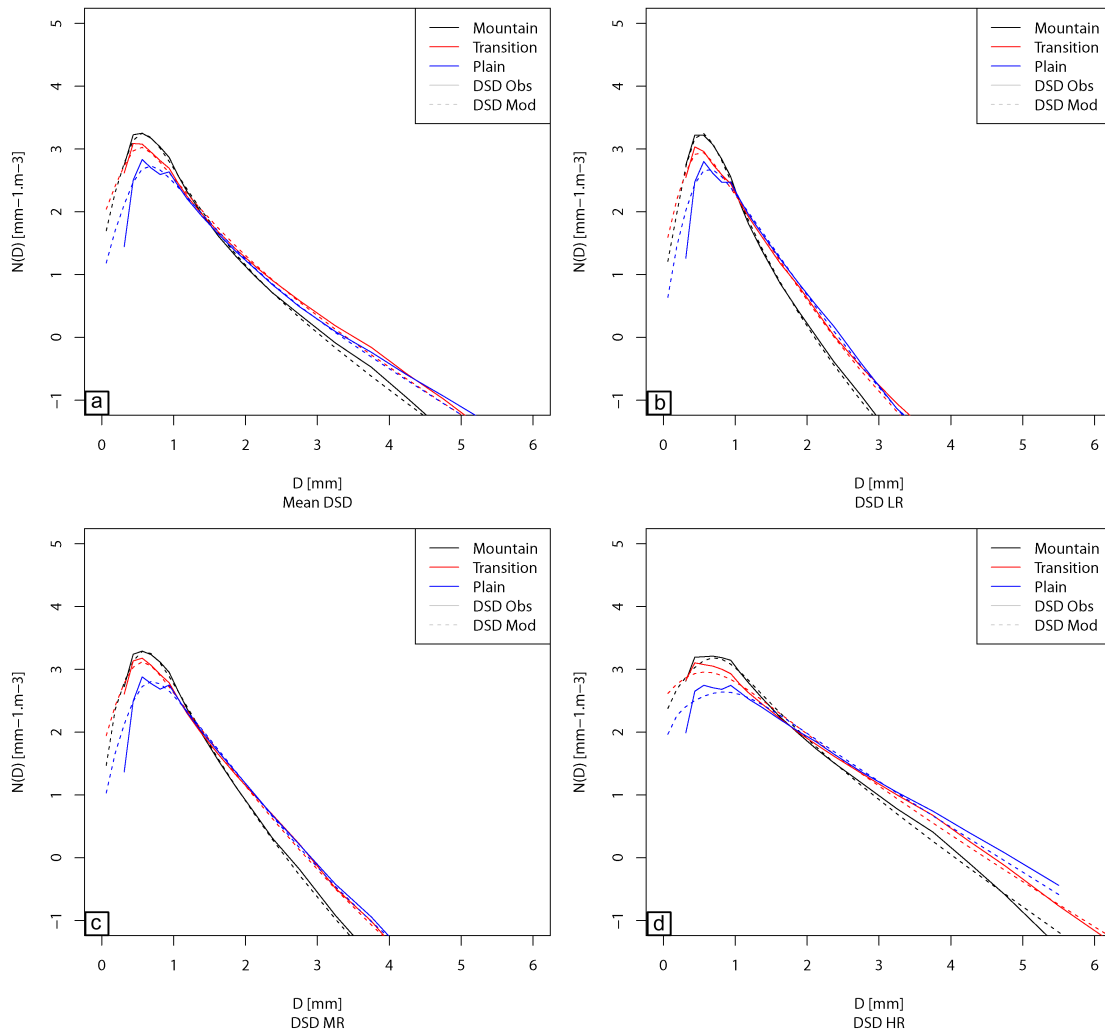 Mountain
Transition
Plain
DSD Obs
DSD Mod
N(D) [mm−1.m−3]
−1 0 1 2 3 4 5
a
0 1 2 3 4 5 6
D [mm]
Mean DSD
Mountain
Transition
Plain
DSD Obs
DSD Mod
N(D) [mm−1.m−3]
−1 0 1 2 3 4 5
b
0 1 2 3 4 5 6
D [mm]
DSD LR
Mountain
Transition
Plain
DSD Obs
DSD Mod
N(D) [mm−1.m−3]
−1 0 1 2 3 4 5
c
0 1 2 3 4 5 6
D [mm]
DSD MR
Mountain
Transition
Plain
DSD Obs
DSD Mod
N(D) [mm−1.m−3]
−1 0 1 2 3 4 5
d
0 1 2 3 4 5 6
D [mm]
DSD HR